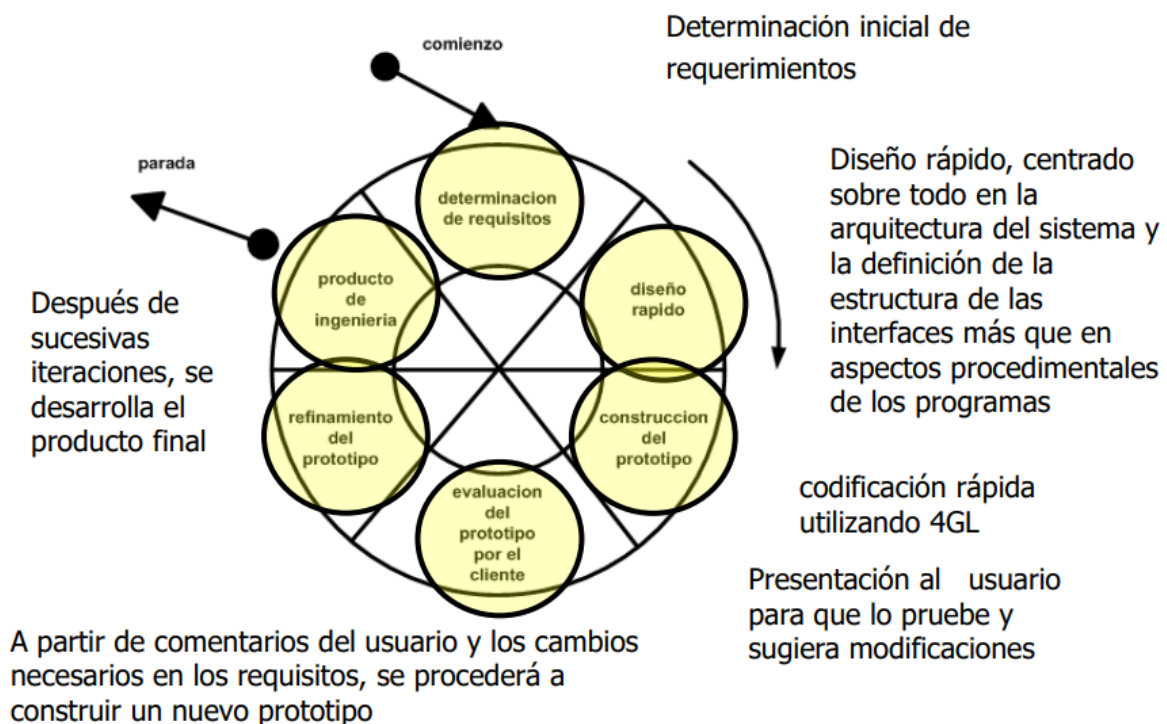 comienzo
Determinación inicial de
requerimientos
parada
determinacion
de requisitos
Diseño rápido, centrado
sobre todo en la
arquitectura del sistema y
la definición de la
estructura de las
interfaces más que en
aspectos procedimentales
de los programas
diseño
rapido
producto
de
ingenieria
Después de
sucesivas
iteraciones, se
desarrolla el
producto final
refinamiento
del
prototipo
construccion
del
prototipo
evaluacion
del
prototipo
por el
cliente
codificación rápida
utilizando 4GL
Presentación al usuario
para que lo pruebe y
sugiera modificaciones
A partir de comentarios del usuario y los cambios
necesarios en los requisitos, se procederá a
construir un nuevo prototipo